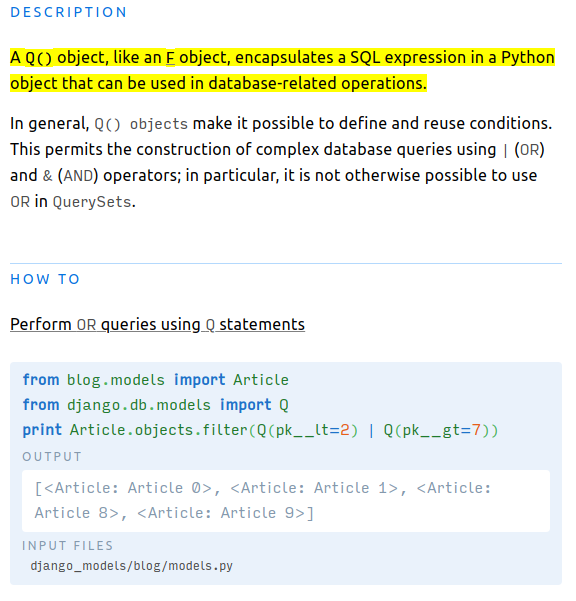 DESCRIPTION
A Q() object, like an F object, encapsulates a SQL expression in a Python
object that can be used in database-related operations.
In general, Q() objects make it possible to define and reuse conditions.
This permits the construction of complex database queries using | (OR)
and & (AND) operators; in particular, it is not otherwise possible to use
OR in QuerySets.
HOW TO
Perform OR queries using Q statements
from blog.models import Article
from django.db.models import Q
print Article.objects.filter(Q(pk__lt=2) | Q(pk__gt=7))
OUTPUT
[<Article: Article 0>, <Article: Article 1>, <Article:
Article 8>, <Article: Article 9>]
INPUT FILES
django_models/blog/models.py